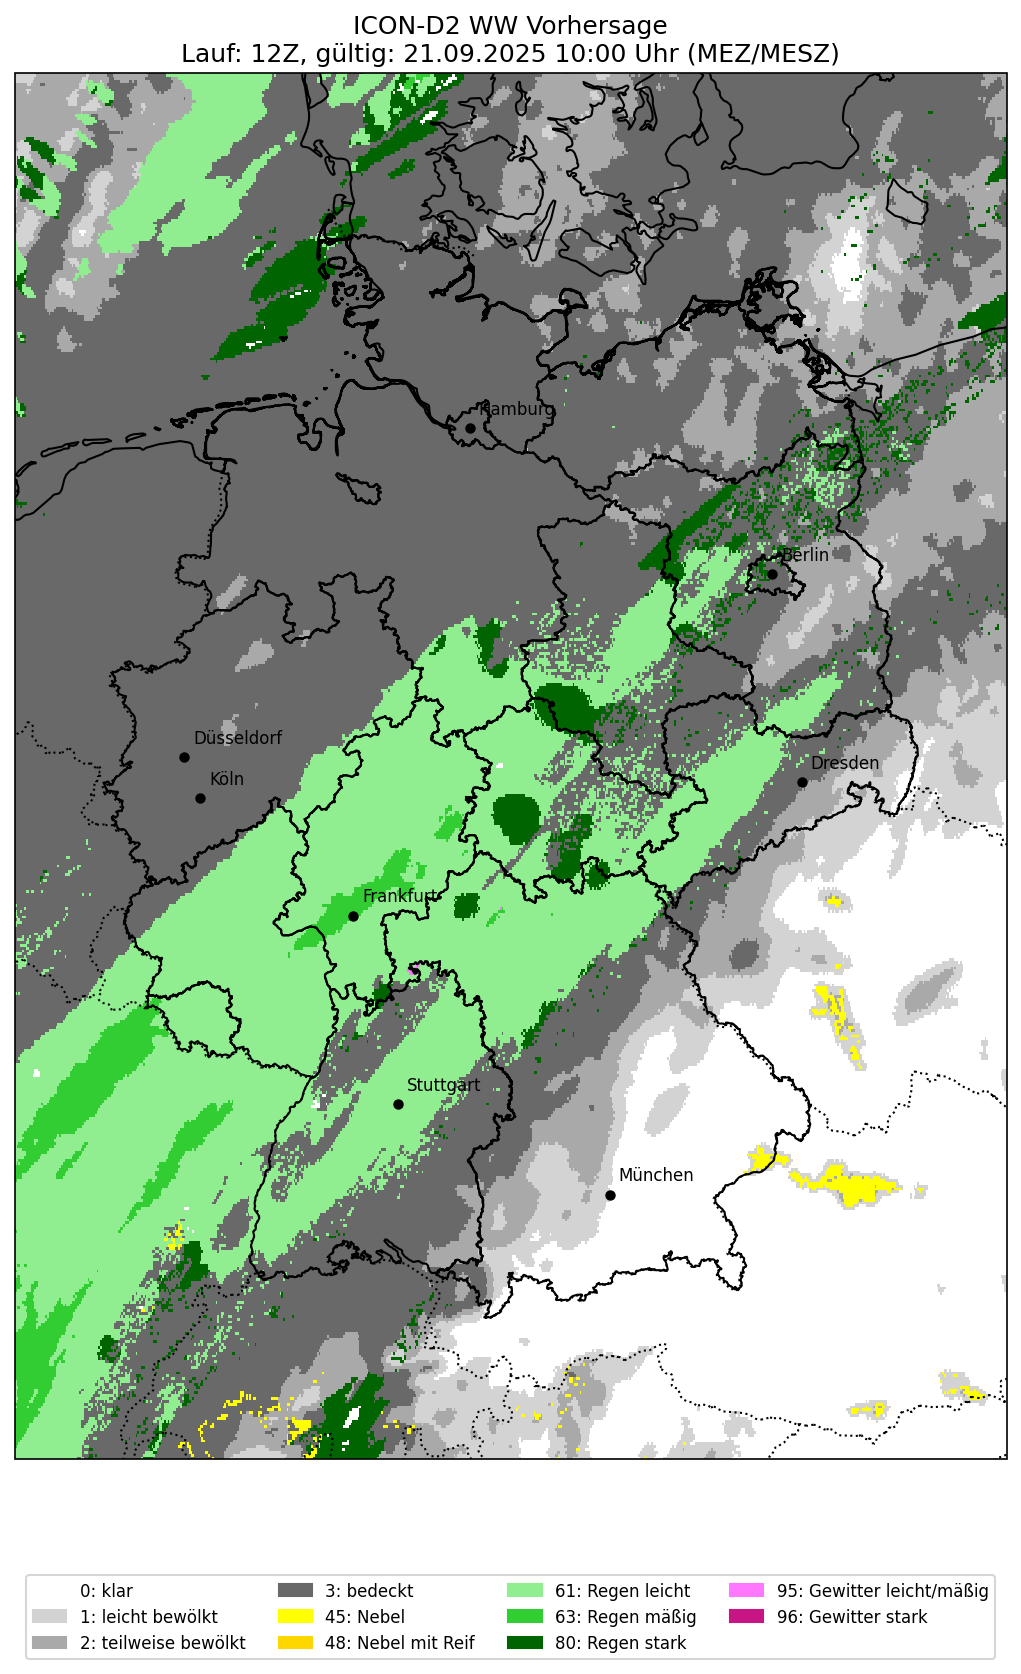 ICON-D2 WW Vorhersage
Lauf: 12Z, gültig: 21.09.2025 10:00 Uhr (MEZ/MESZ)
Hamburg
Berlin
Düsseldorf
Köln
Dresden
Frankfurt
Stuttgart
München
0: klar
1: leicht bewölkt
2: teilweise bewölkt
3: bedeckt
45: Nebel
48: Nebel mit Reif
61: Regen leicht
63: Regen mäßig
80: Regen stark
95: Gewitter leicht/mäßig
96: Gewitter stark